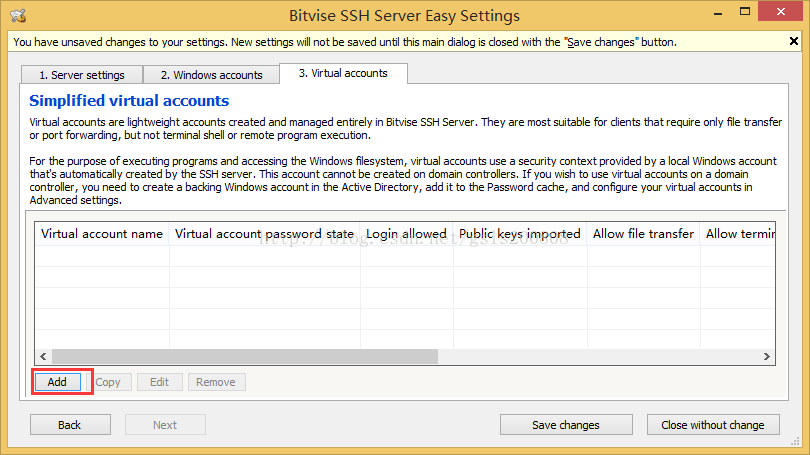 Bitvise SSH Server Easy Settings
You have unsaved changes to your settings. New settings will not be saved until this main dialog is closed with the "Save changes" button.
1. Server settings
2. Windows accounts
3. Virtual accounts
Simplified virtual accounts
Virtual accounts are lightweight accounts created and managed entirely in Bitvise SSH Server. They are most suitable for clients that require only file transfer
or port forwarding, but not terminal shell or remote program execution.
For the purpose of executing programs and accessing the Windows filesystem, virtual accounts use a security context provided by a local Windows account
that's automatically created by the SSH server. This account cannot be created on domain controllers. If you wish to use virtual accounts on a domain
controller, you need to create a backing Windows account in the Active Directory, add it to the Password cache, and configure your virtual accounts in
Advanced settings.
Virtual account name Virtual account password state Login allowed Public keys imported Allow file transfer Allow termin
http://blog.csdn.net/gsls200808
Add Copy Edit Remove
Back Next Save changes Close without change